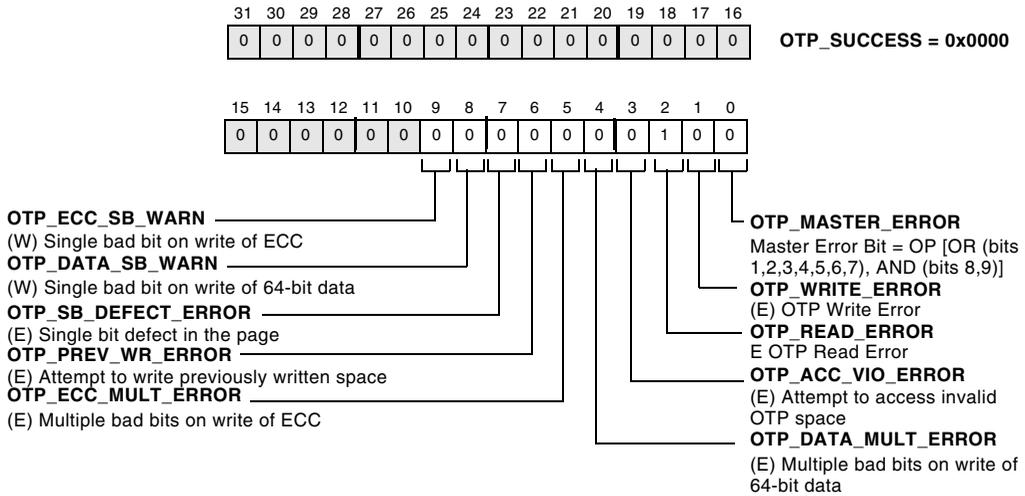 31 30 29 28 27 26 25 24 23 22 21 20 19 18 17 16
0 0 0 0 0 0 0 0 0 0 0 0 0 0 0 0
OTP_SUCCESS = 0x0000
15 14 13 12 11 10 9 8 7 6 5 4 3 2 1 0
0 0 0 0 0 0 0 0 0 0 0 0 0 1 0 0
OTP_ECC_SB_WARN
(W) Single bad bit on write of ECC
OTP_DATA_SB_WARN
(W) Single bad bit on write of 64-bit data
OTP_SB_DEFECT_ERROR
(E) Single bit defect in the page
OTP_PREV_WR_ERROR
(E) Attempt to write previously written space
OTP_ECC_MULT_ERROR
(E) Multiple bad bits on write of ECC
OTP_MASTER_ERROR
Master Error Bit = OP [OR (bits
1,2,3,4,5,6,7), AND (bits 8,9)]
OTP_WRITE_ERROR
(E) OTP Write Error
OTP_READ_ERROR
E OTP Read Error
OTP_ACC_VIO_ERROR
(E) Attempt to access invalid
OTP space
OTP_DATA_MULT_ERROR
(E) Multiple bad bits on write of
64-bit data